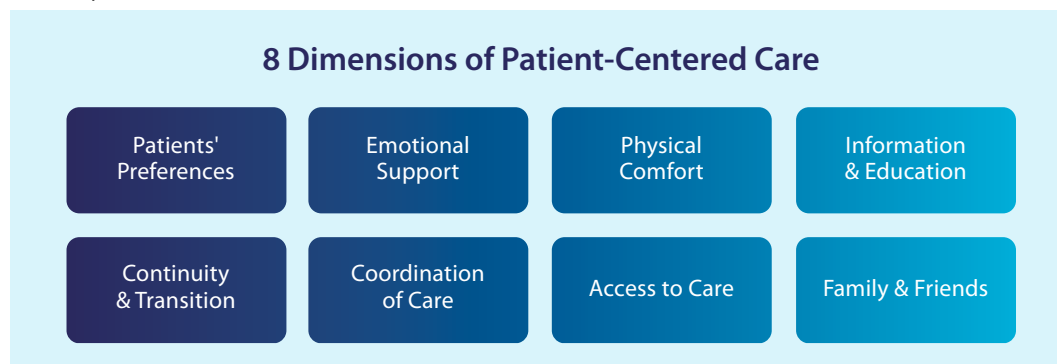 8 Dimensions of Patient-Centered Care
Patients'
Preferences
Emotional
Support
Physical
Comfort
Information
& Education
Continuity
& Transition
Coordination
of Care
Access to Care
Family & Friends